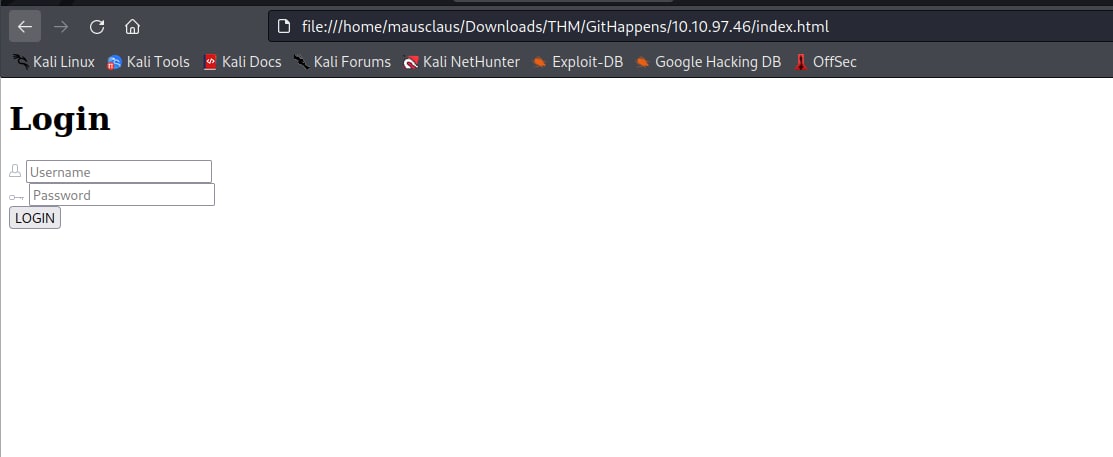 file:///home/mausclaus/Downloads/THM/GitHappens/10.10.97.46/index.html
Kali Linux Kali Tools Kali Docs Kali Forums Kali NetHunter Exploit-DB Google Hacking DB OffSec
Login
Username
Password
LOGIN